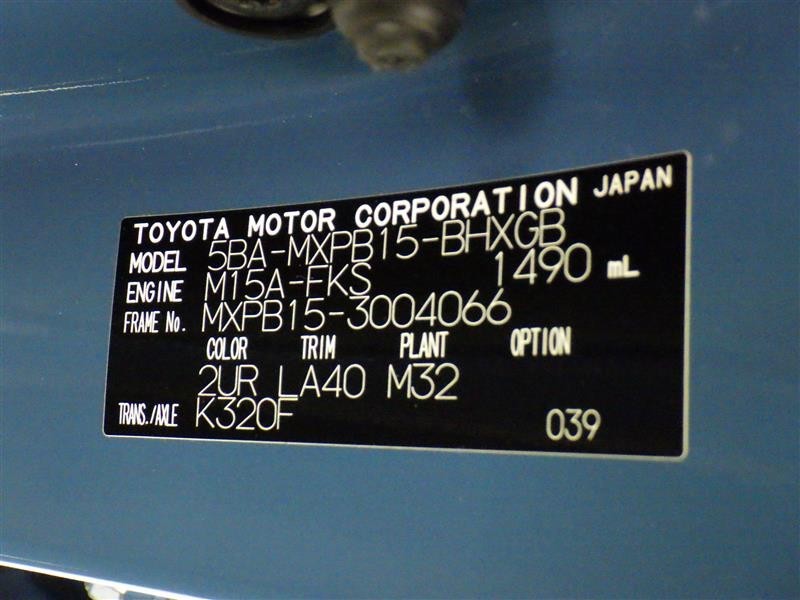 TOYOTA MOTOR CORPORATION JAPAN
MODEL 5BA-MXPB15-BHXGB
ENGINE M15A-FKS 1490 mL
FRAME No. MXPB15-3004066
COLOR TRIM PLANT OPTION
2UR LA40 M32
TRANS./AXLE K320F 039